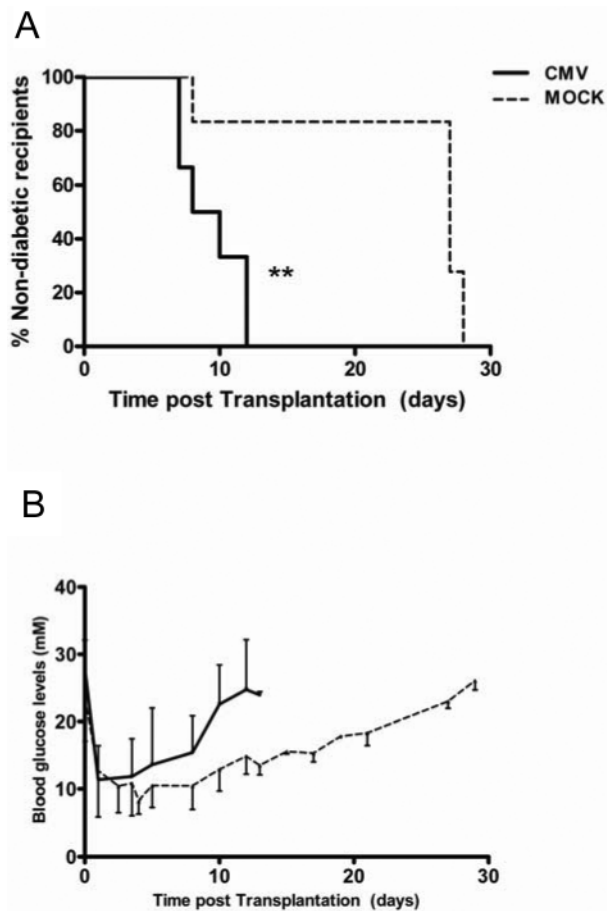 A
CMV
MOCK
% Non-diabetic recipients
100
80
60
40
20
0
**
0 10 20 30
Time post Transplantation (days)
B
Blood glucose levels (mM)
40
30
20
10
0
0 10 20 30
Time post Transplantation (days)